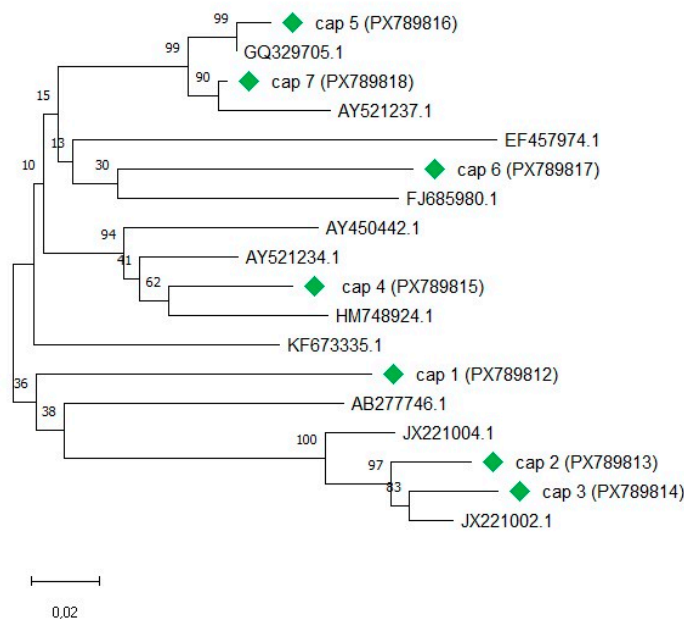 99
cap 5 (PX789816)
99
GQ329705.1
90
cap 7 (PX789818)
15
AY521237.1
13
EF457974.1
10
30
cap 6 (PX789817)
FJ685980.1
94
AY450442.1
41
AY521234.1
62
cap 4 (PX789815)
HM748924.1
KF673335.1
36
cap 1 (PX789812)
38
AB277746.1
100
JX221004.1
97
cap 2 (PX789813)
83
cap 3 (PX789814)
JX221002.1
0,02